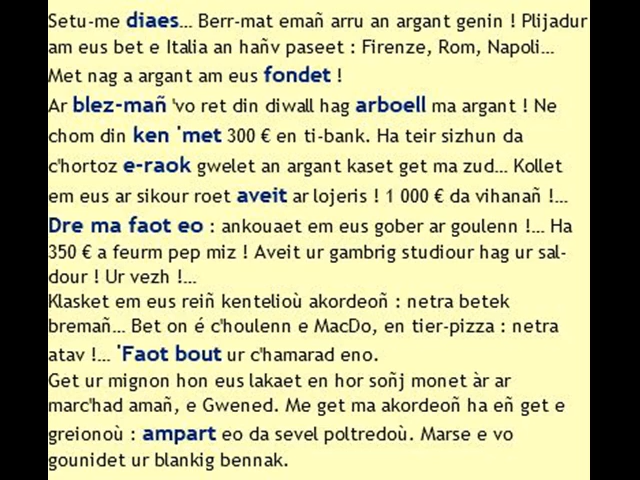 Setu-me diaes... Berr-mat emañ arru an argant genin ! Plijadur
am eus bet e Italia an hañv paseet : Firenze, Rom, Napoli...
Met nag a argant am eus fondet !
Ar blez-mañ 'vo ret din diwall hag arboell ma argant ! Ne
chom din ken 'met 300 € en ti-bank. Ha teir sizhun da
c'hortoz e-raok gwelet an argant kaset get ma zud... Kollet
em eus ar sikour roet aveit ar lojeris ! 1 000 € da vihanañ !...
Dre ma faot eo : ankouaet em eus gober ar goulenn !... Ha
350 € a feurm pep miz ! Aveit ur gambrig studiour hag ur sal-
dour ! Ur vezh !...
Klasket em eus reiñ kentelioù akordeoñ : netra betek
bremañ... Bet on é c'houlenn e MacDo, en tier-pizza : netra
atav !... 'Faot bout ur c'hamarad eno.
Get ur mignon hon eus lakaet en hor soñj monet àr ar
marc'had amañ, e Gwened. Me get ma akordeoñ ha eñ get e
greionoù : ampart eo da sevel poltredoù. Marse e vo
gounidet ur blankig bennak.